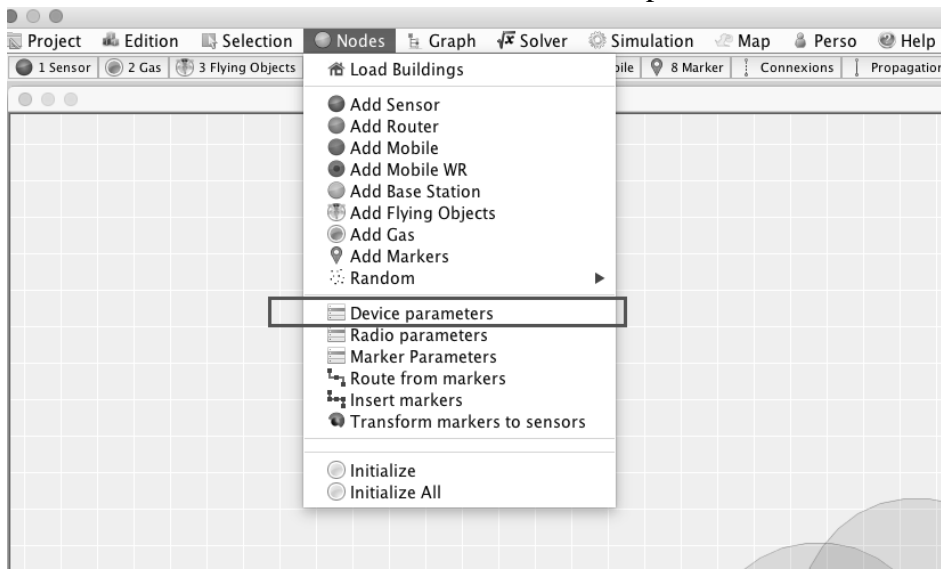 Project Edition Selection Nodes Graph Solver Simulation Map Perso Help
1 Sensor 2 Gas 3 Flying Objects 8 Marker Connexions
Load Buildings
Add Sensor
Add Router
Add Mobile
Add Mobile WR
Add Base Station
Add Flying Objects
Add Gas
Add Markers
Random
Device parameters
Radio parameters
Marker Parameters
Route from markers
Insert markers
Transform markers to sensors
Initialize
Initialize All